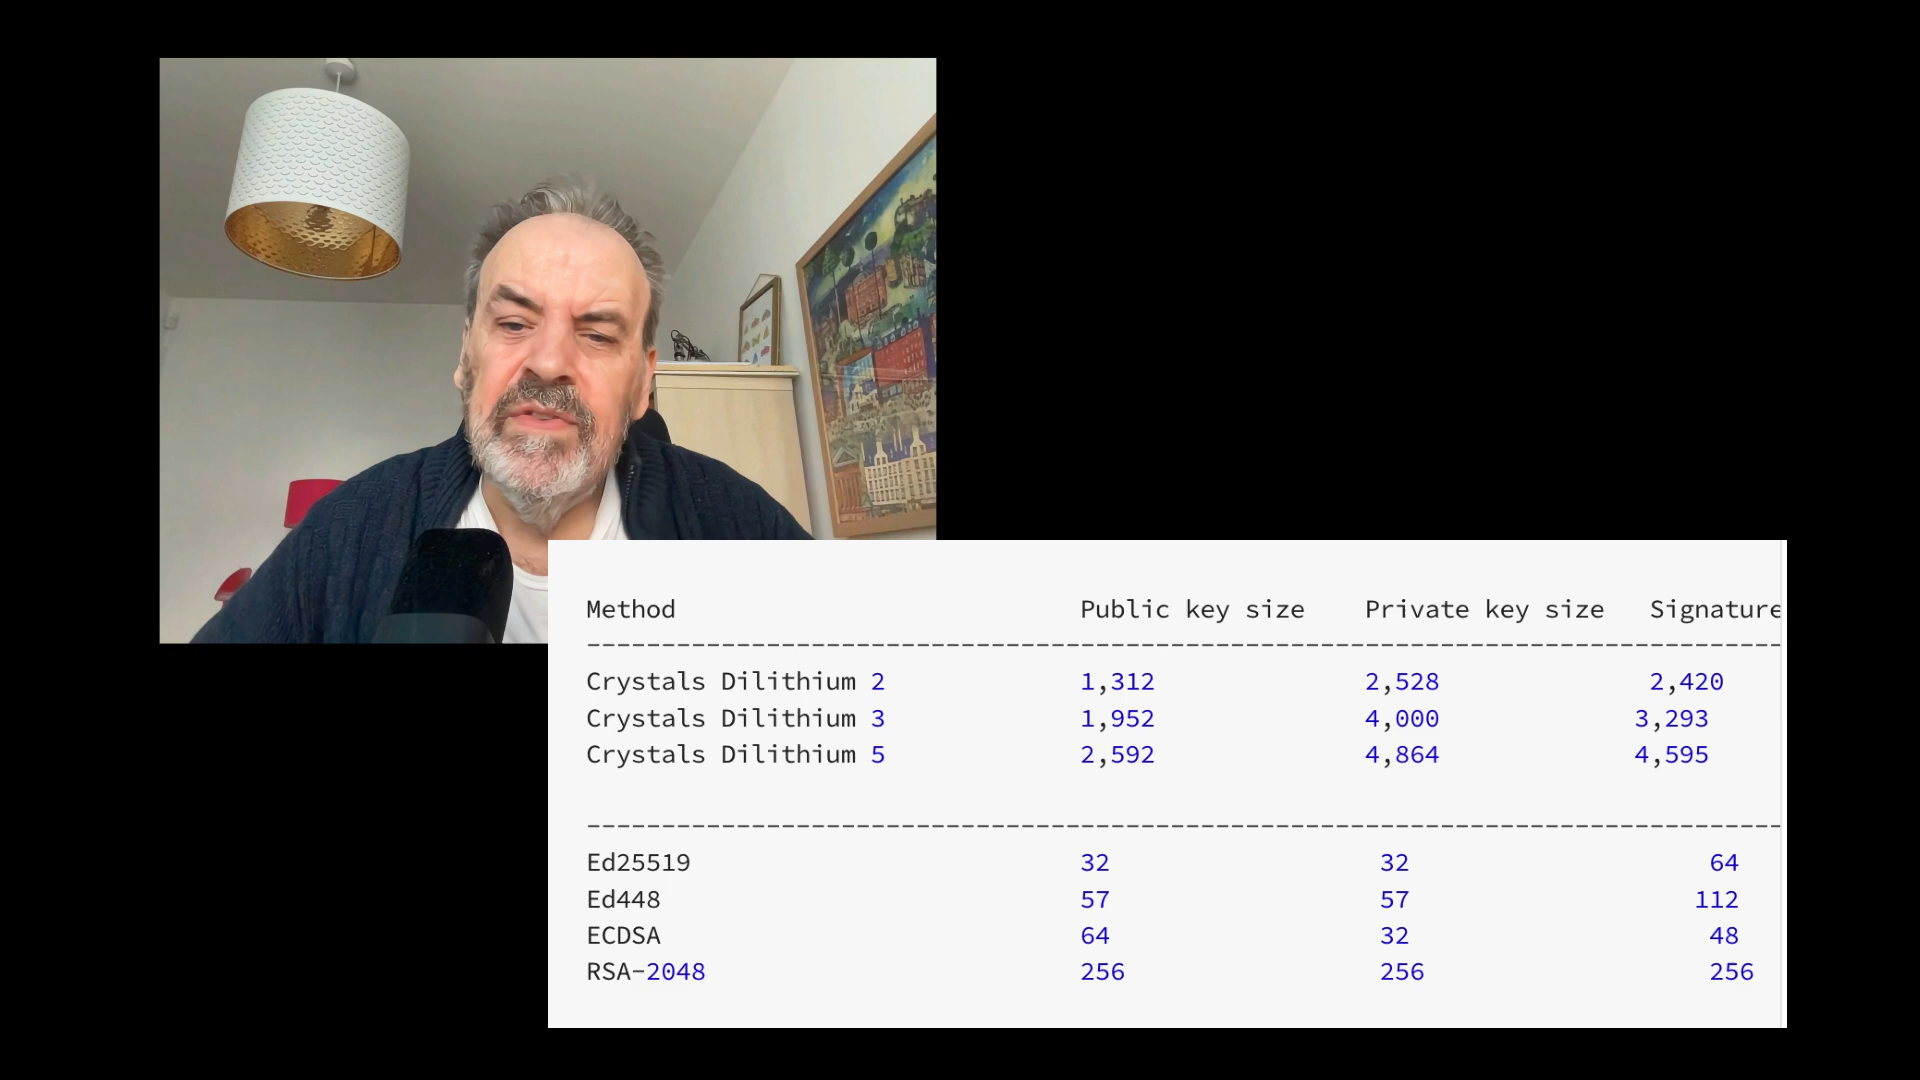 Method Public key size Private key size Signature
------------------------------------------------------------------------------------
Crystals Dilithium 2 1,312 2,528 2,420
Crystals Dilithium 3 1,952 4,000 3,293
Crystals Dilithium 5 2,592 4,864 4,595
------------------------------------------------------------------------------------
Ed25519 32 32 64
Ed448 57 57 112
ECDSA 64 32 48
RSA-2048 256 256 256